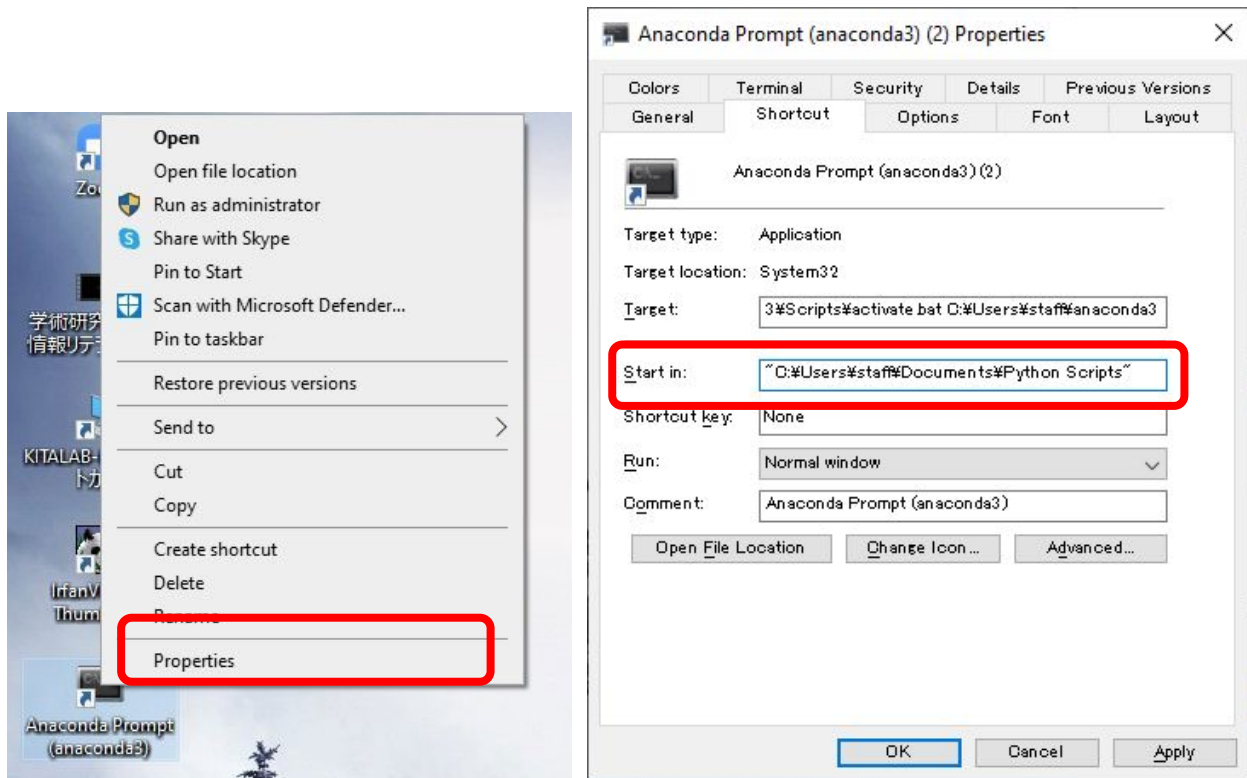 Open
Open file location
Run as administrator
Share with Skype
Pin to Start
Scan with Microsoft Defender...
Pin to taskbar
Restore previous versions
Send to
Cut
Copy
Create shortcut
Delete
Rename
Properties
学術研究
情報リテ
KITALAB-
トカ
IrfanV
Thum
Anaconda Prompt
(anaconda3)
Anaconda Prompt (anaconda3) (2) Properties
Colors Terminal Security Details Previous Versions
General Shortcut Options Font Layout
Anaconda Prompt (anaconda3) (2)
Target type: Application
Target location: System32
Target: 3¥Scripts¥activate.bat C:¥Users¥staff¥anaconda3
Start in: "C:¥Users¥staff¥Documents¥Python Scripts"
Shortcut key: None
Run: Normal window
Comment: Anaconda Prompt (anaconda3)
Open File Location Change Icon... Advanced...
OK Cancel Apply